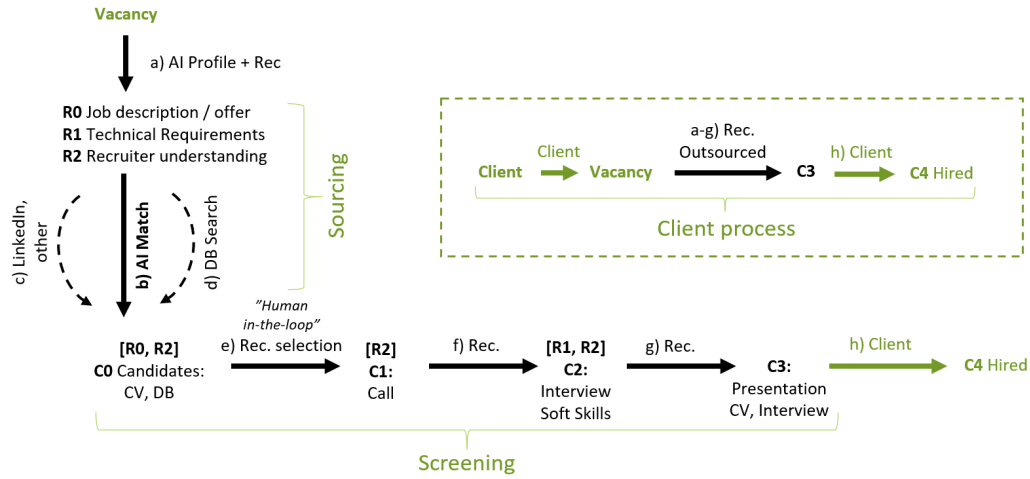 Vacancy
a) AI Profile + Rec
R0 Job description / offer
R1 Technical Requirements
R2 Recruiter understanding
Sourcing
c) LinkedIn,
other
b) AI Match
d) DB Search
a-g) Rec.
Outsourced
Client
Client
Vacancy
C3
h) Client
C4 Hired
Client process
"Human
in-the-loop"
e) Rec. selection
[R0, R2]
C0 Candidates:
CV, DB
[R2]
C1:
Call
f) Rec.
[R1, R2]
C2:
Interview
Soft Skills
g) Rec.
C3:
Presentation
CV, Interview
h) Client
C4 Hired
Screening